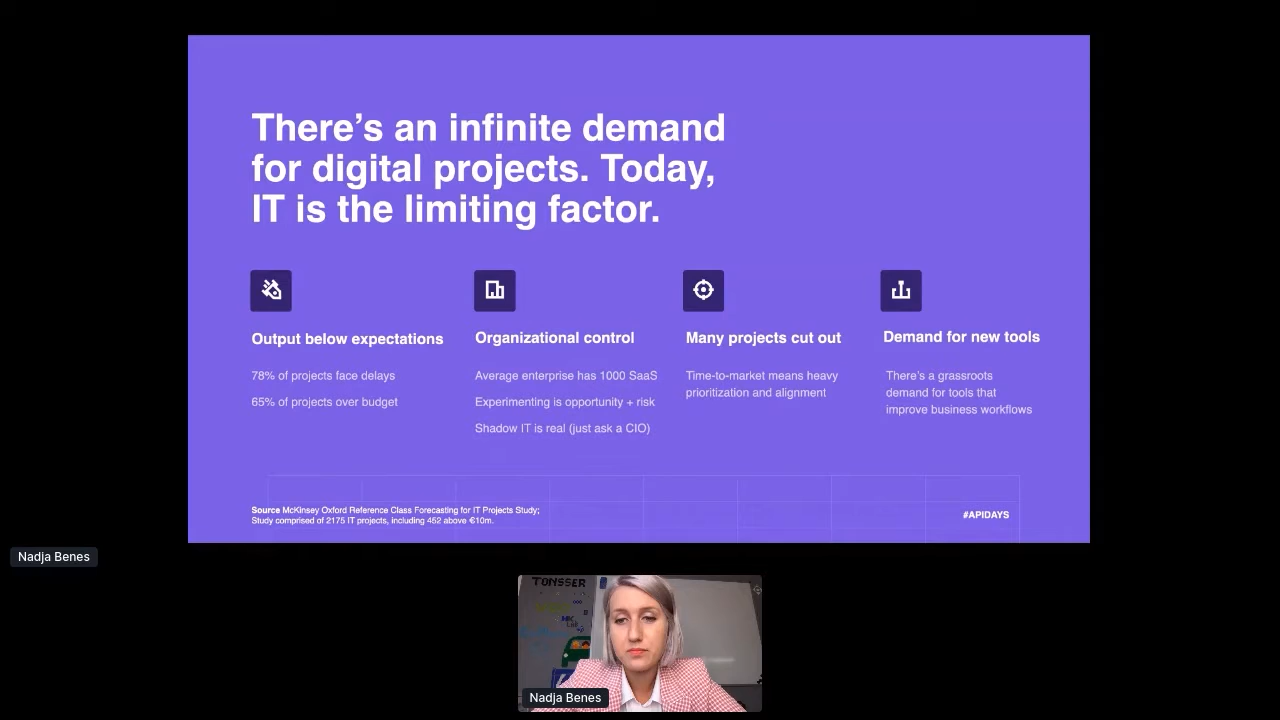 There's an infinite demand
for digital projects. Today,
IT is the limiting factor.
Output below expectations
78% of projects face delays
65% of projects over budget
Organizational control
Average enterprise has 1000 SaaS
Experimenting is opportunity + risk
Shadow IT is real (just ask a CIO)
Many projects cut out
Time-to-market means heavy
prioritization and alignment
Demand for new tools
There's a grassroots
demand for tools that
improve business workflows
Source McKinsey Oxford Reference Class Forecasting for IT Projects Study;
Study comprised of 2175 IT projects, including 452 above €10m.
#APIDAYS
Nadja Benes
TONSSER
Nadja Benes